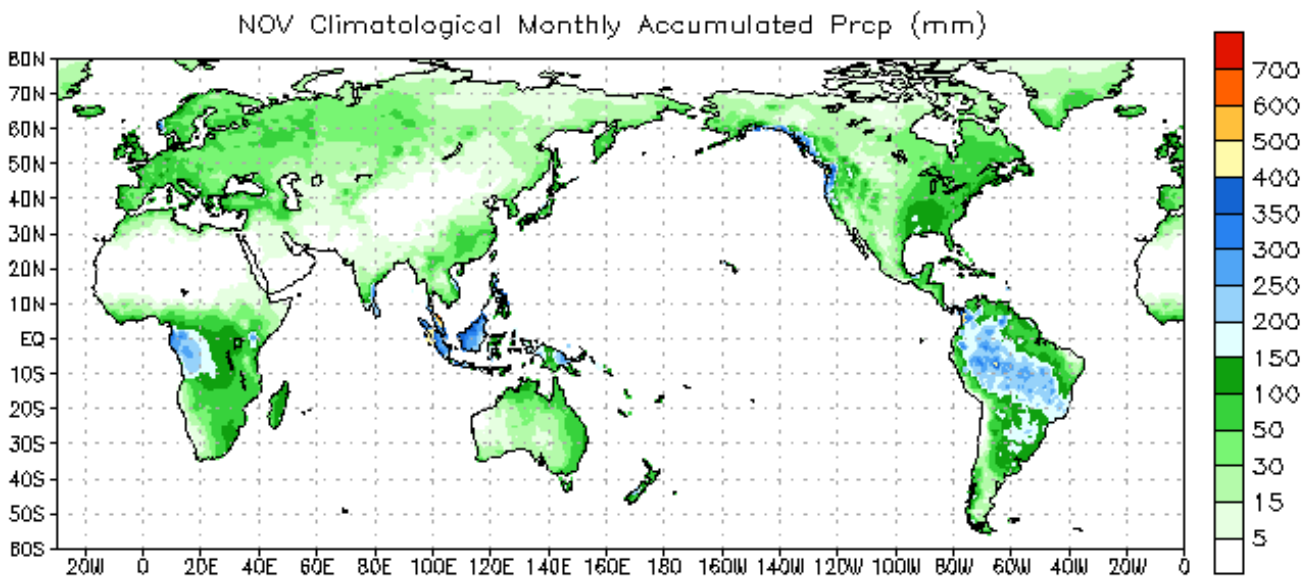 NOV Climatological Monthly Accumulated Prcp (mm)
80N
70N
60N
50N
40N
30N
20N
10N
EQ
10S
20S
30S
40S
50S
60S
20W 0 20E 40E 60E 80E 100E 120E 140E 160E 180 160W 140W 120W 100W 80W 60W 40W 20W 0
700
600
500
400
350
300
250
200
150
100
50
30
15
5